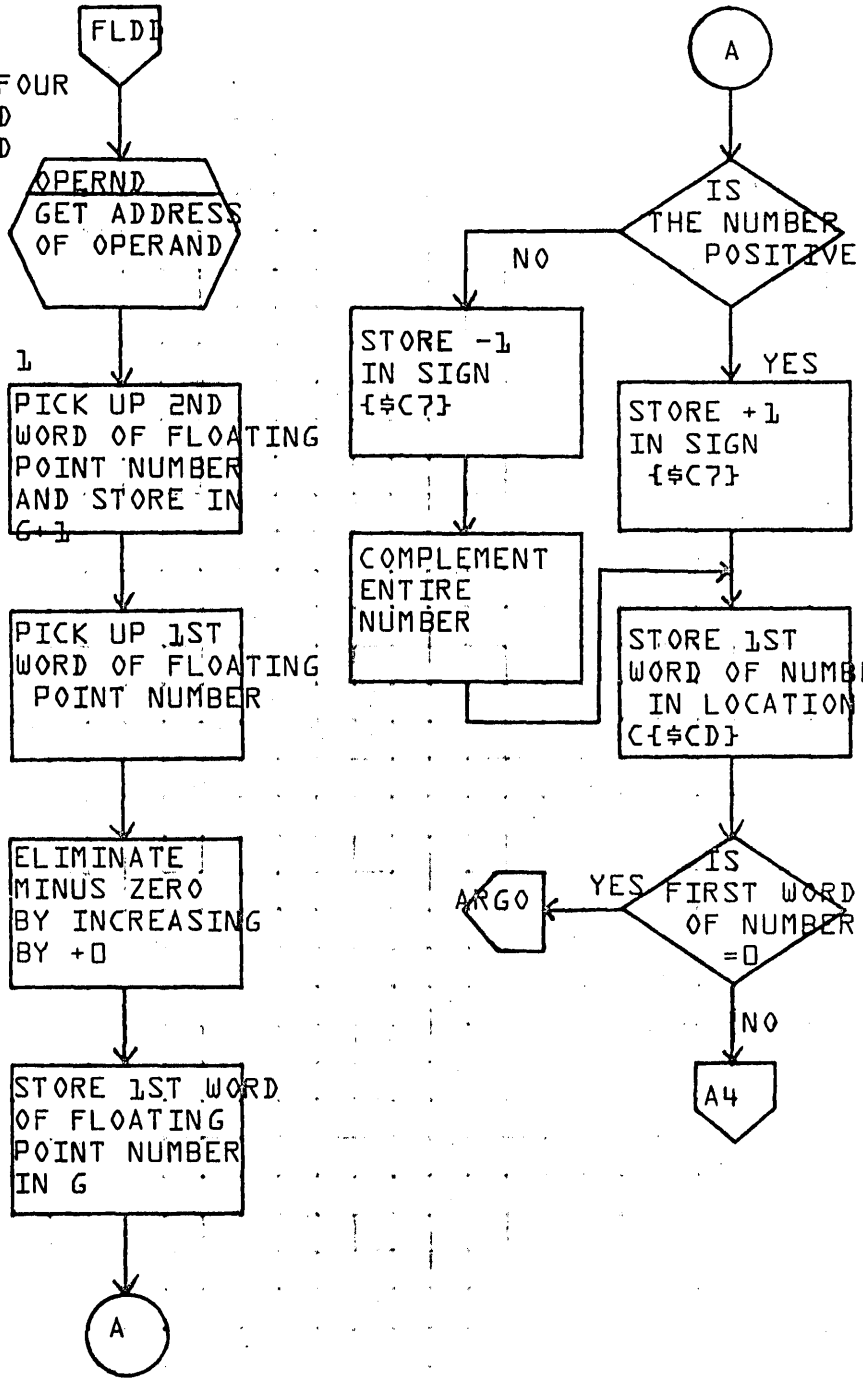 FLDD
FOUR
D
D
OPERND
GET ADDRESS
OF OPERAND
1
PICK UP 2ND
WORD OF FLOATING
POINT NUMBER
AND STORE IN
G+1
PICK UP 1ST
WORD OF FLOATING
POINT NUMBER
ELIMINATE
MINUS ZERO
BY INCREASING
BY +0
STORE 1ST WORD
OF FLOATING
POINT NUMBER
IN G
A
A
IS
THE NUMBER
POSITIVE
NO
YES
STORE -1
IN SIGN
{$C7}
COMPLEMENT
ENTIRE
NUMBER
STORE +1
IN SIGN
{$C7}
STORE 1ST
WORD OF NUMBE
IN LOCATION
C{$CD}
IS
FIRST WORD
OF NUMBER
=0
YES
ARGO
NO
A4